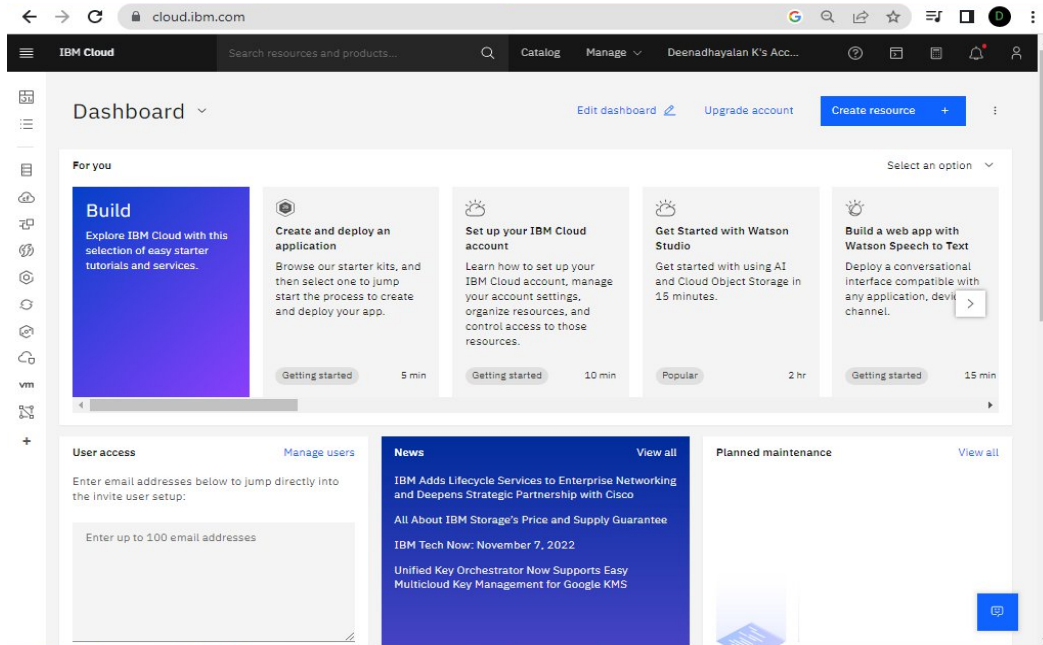 cloud.ibm.com
G
D
IBM Cloud
Search resources and products...
Catalog
Manage
Deenadhayalan K's Acc...
Dashboard
Edit dashboard
Upgrade account
Create resource +
For you
Select an option
Build
Explore IBM Cloud with this
selection of easy starter
tutorials and services.
Create and deploy an
application
Browse our starter kits, and
then select one to jump
start the process to create
and deploy your app.
Getting started
5 min
Set up your IBM Cloud
account
Learn how to set up your
IBM Cloud account, manage
your account settings,
organize resources, and
control access to those
resources.
Getting started
10 min
Get Started with Watson
Studio
Get started with using AI
and Cloud Object Storage in
15 minutes.
Popular
2 hr
Build a web app with
Watson Speech to Text
Deploy a conversational
interface compatible with
any application,
channel.
Getting started
15 min
vm
User access
Manage users
Enter email addresses below to jump directly into
the invite user setup:
Enter up to 100 email addresses
News
View all
IBM Adds Lifecycle Services to Enterprise Networking
and Deepens Strategic Partnership with Cisco
All About IBM Storage's Price and Supply Guarantee
IBM Tech Now: November 7, 2022
Unified Key Orchestrator Now Supports Easy
Multicloud Key Management for Google KMS
Planned maintenance
View all